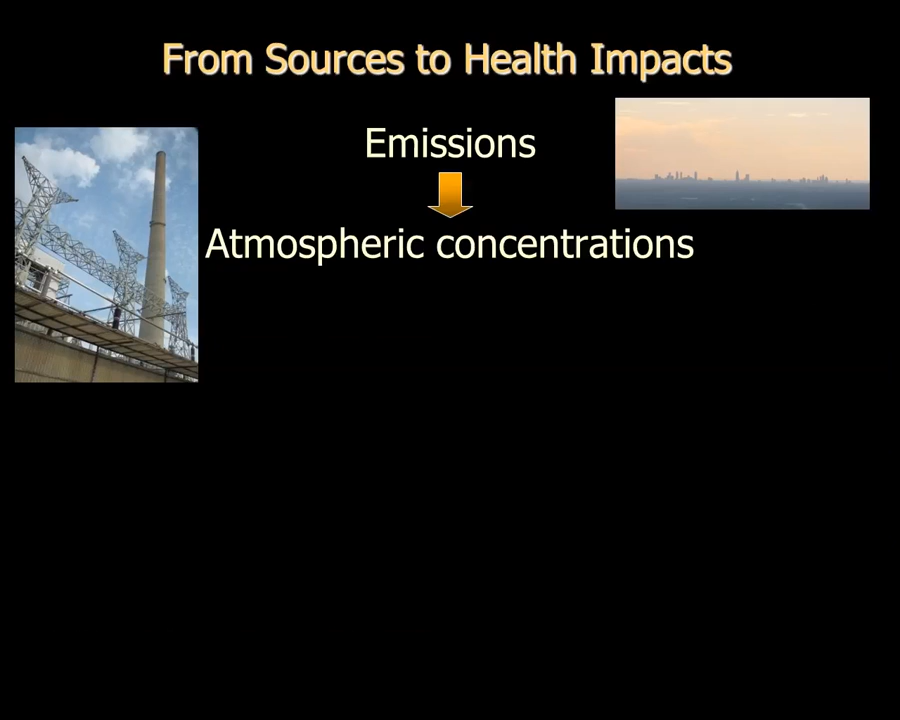 From Sources to Health Impacts
Emissions
Atmospheric concentrations